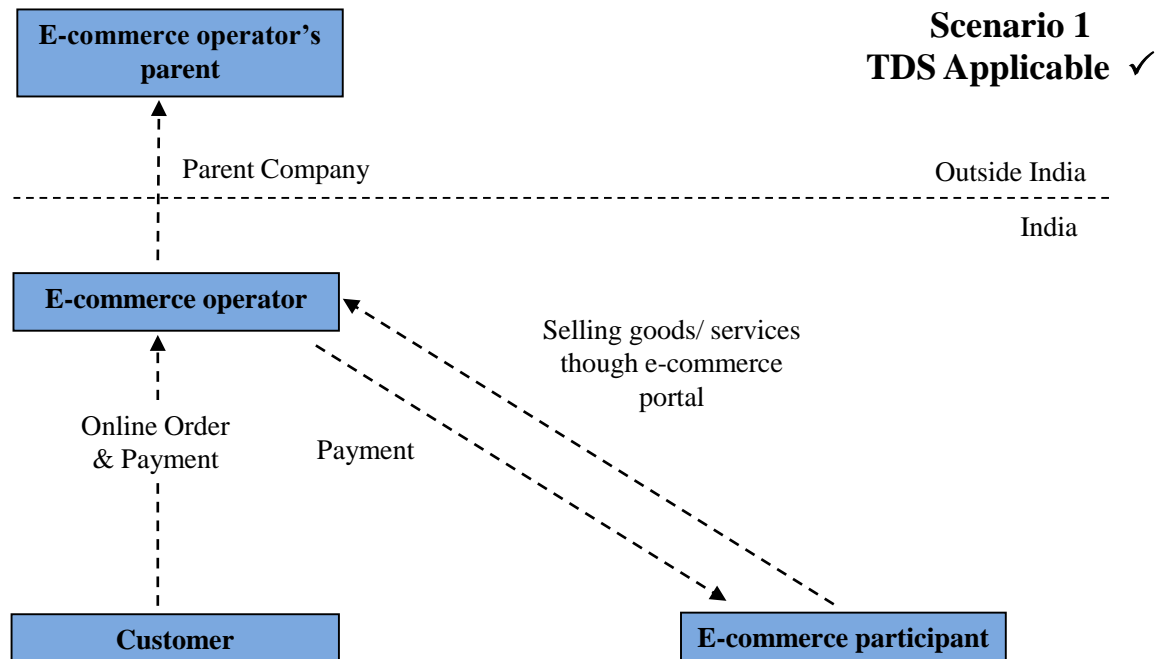 Scenario 1
TDS Applicable ✓
E-commerce operator’s
parent
Parent Company
Outside India
India
E-commerce operator
Selling goods/ services
though e-commerce
portal
Online Order
& Payment
Payment
Customer
E-commerce participant